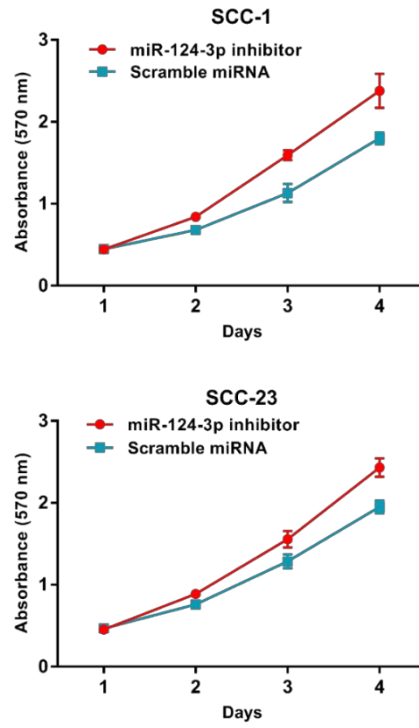 SCC-1
3
miR-124-3p inhibitor
Scramble miRNA
2
1
0
Absorbance (570 nm)
1 2 3 4
Days
SCC-23
3
miR-124-3p inhibitor
Scramble miRNA
2
1
0
Absorbance (570 nm)
1 2 3 4
Days